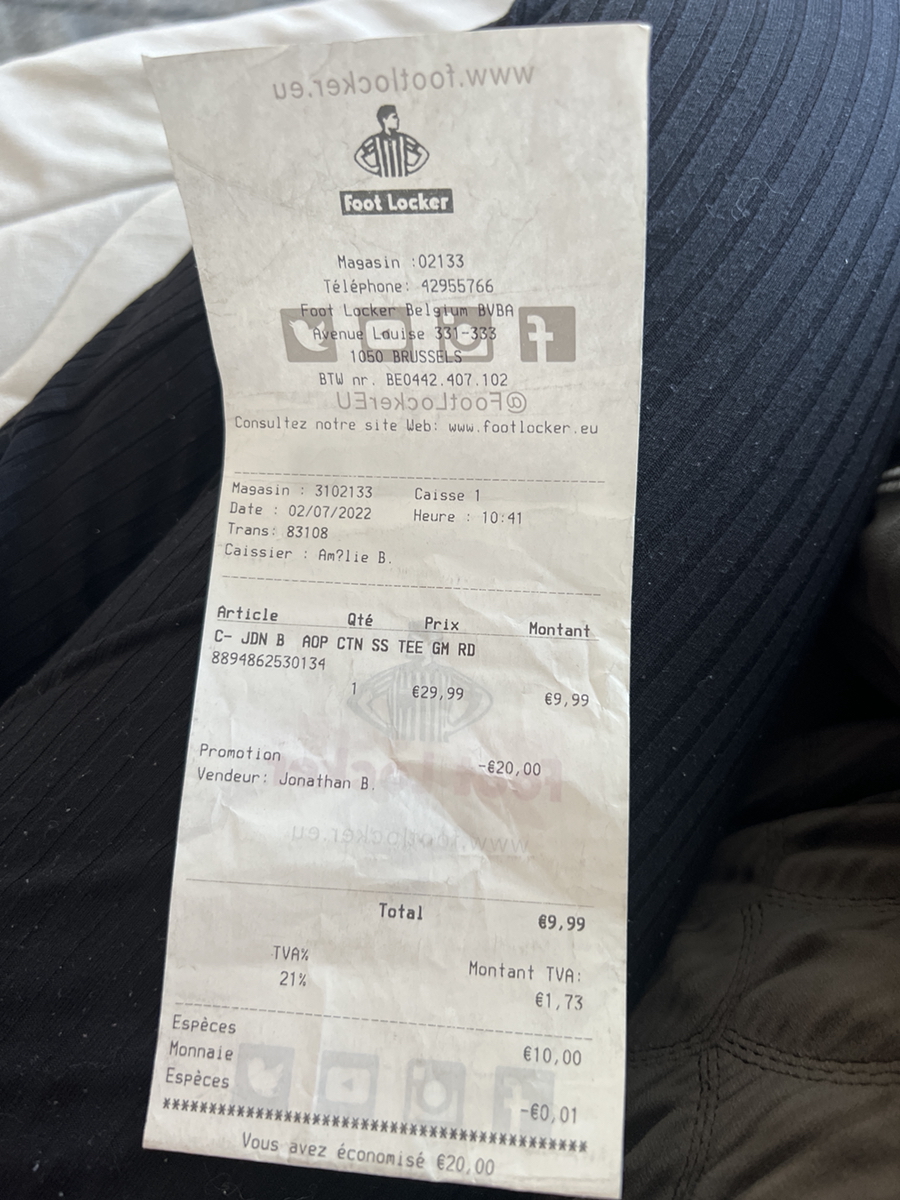 www.footlocker.eu
Foot Locker
Magasin :02133
Téléphone: 42955766
Foot Locker Belgium BVBA
Avenue Louise 331-333
1050 BRUSSELS
BTW nr. BE0442.407.102
@FootLockerEU
Consultez notre site Web: www.footlocker.eu
Magasin : 3102133 Caisse 1
Date : 02/07/2022 Heure : 10:41
Trans: 83108
Caissier : Am?lie B.
Article Qté Prix Montant
C- JDN B AOP CTN SS TEE GM RD
8894862530134
1 €29,99 €9,99
Promotion -€20,00
Vendeur: Jonathan B.
Foot Locker
www.footlocker.eu
Total €9,99
TVA% Montant TVA:
21% €1,73
Espèces €10,00
Monnaie
Espèces -€0,01
************************************
Vous avez économisé €20,00